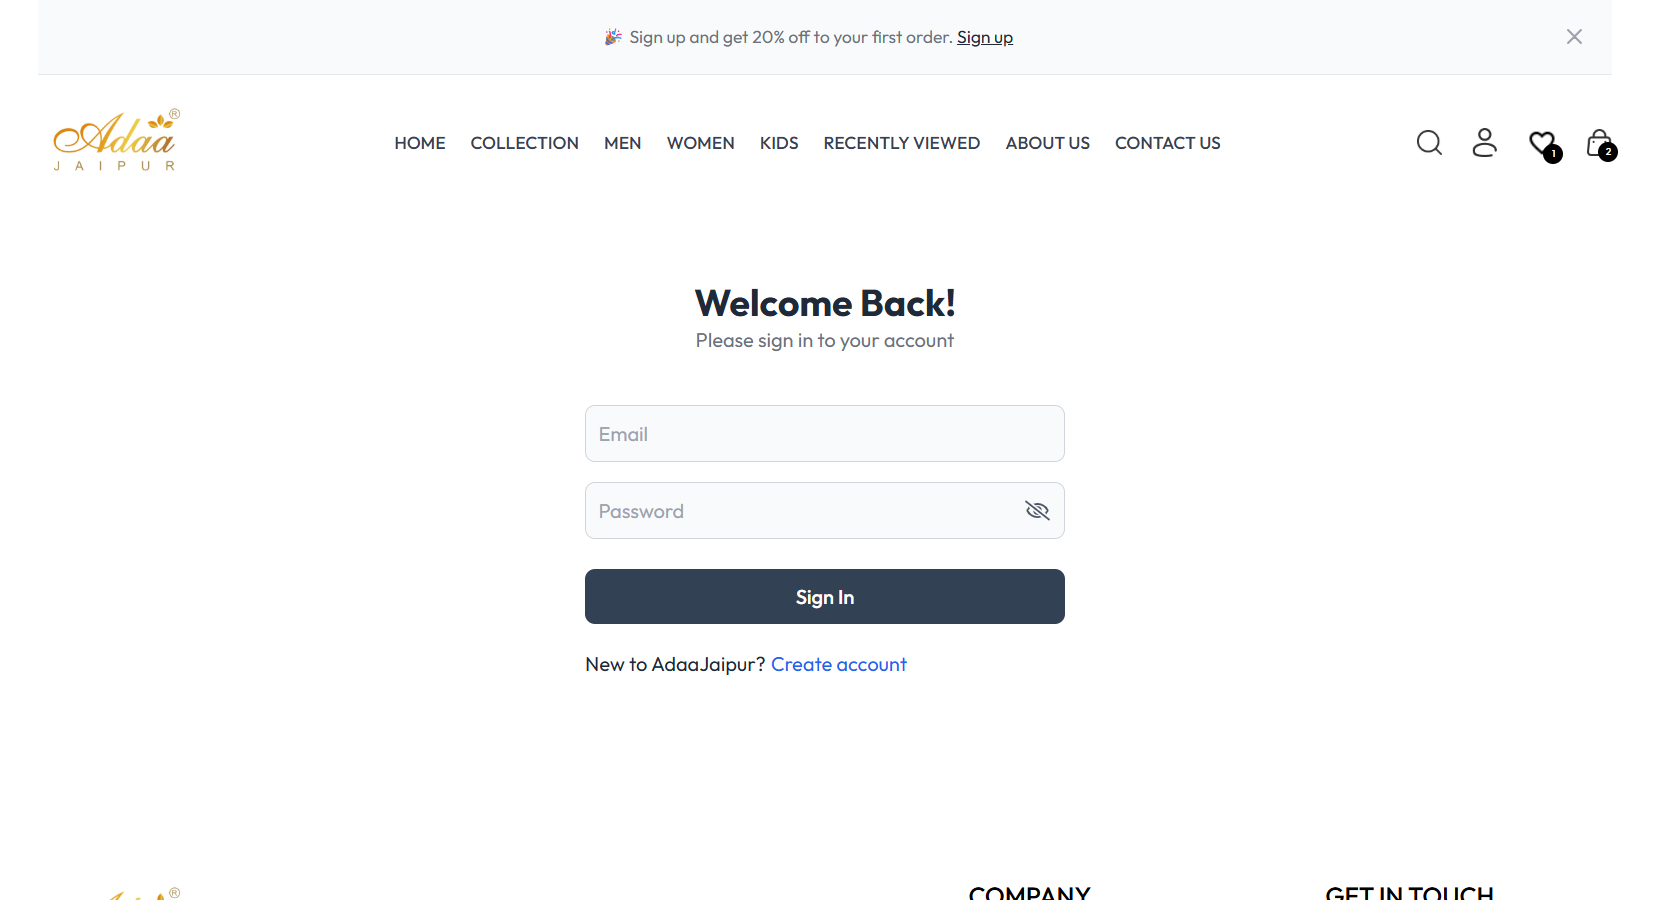 🎉 Sign up and get 20% off to your first order. Sign up
Adaa ®
JAIPUR
HOME COLLECTION MEN WOMEN KIDS RECENTLY VIEWED ABOUT US CONTACT US
1
2
Welcome Back!
Please sign in to your account
Email
Password
Sign In
New to AdaaJaipur? Create account
®
COMPANY
GET IN TOUCH